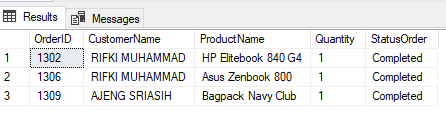 Results Messages
OrderID CustomerName ProductName Quantity StatusOrder
1 1302 RIFKI MUHAMMAD HP Elitebook 840 G4 1 Completed
2 1306 RIFKI MUHAMMAD Asus Zenbook 800 1 Completed
3 1309 AJENG SRIASIH Bagpack Navy Club 1 Completed